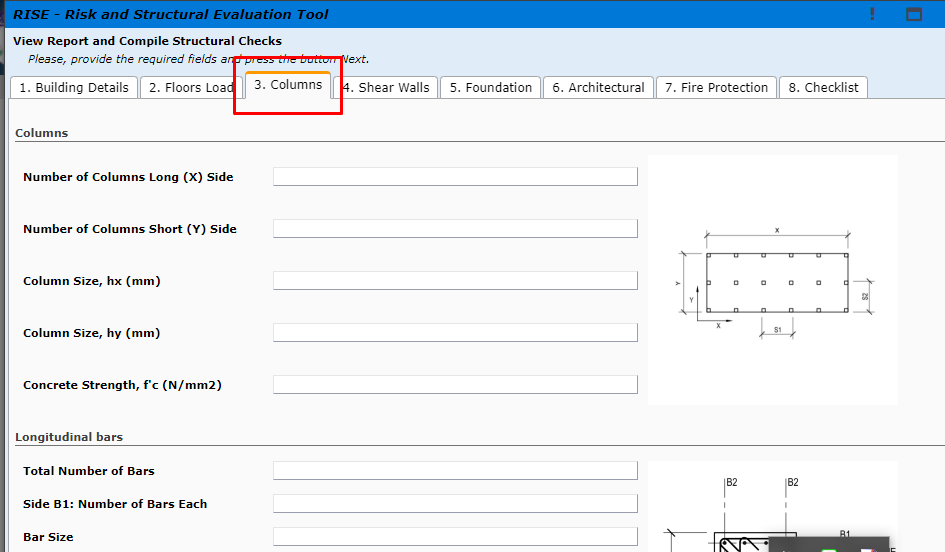 RISE - Risk and Structural Evaluation Tool
View Report and Compile Structural Checks
Please, provide the required fields and press the button Next.
1. Building Details 2. Floors Load 3. Columns 4. Shear Walls 5. Foundation 6. Architectural 7. Fire Protection 8. Checklist
Columns
Number of Columns Long (X) Side
Number of Columns Short (Y) Side
Column Size, hx (mm)
Column Size, hy (mm)
Concrete Strength, f'c (N/mm2)
X
Y
Y
X
S1
S2
Longitudinal bars
Total Number of Bars
Side B1: Number of Bars Each
Bar Size
B2 B2
B1